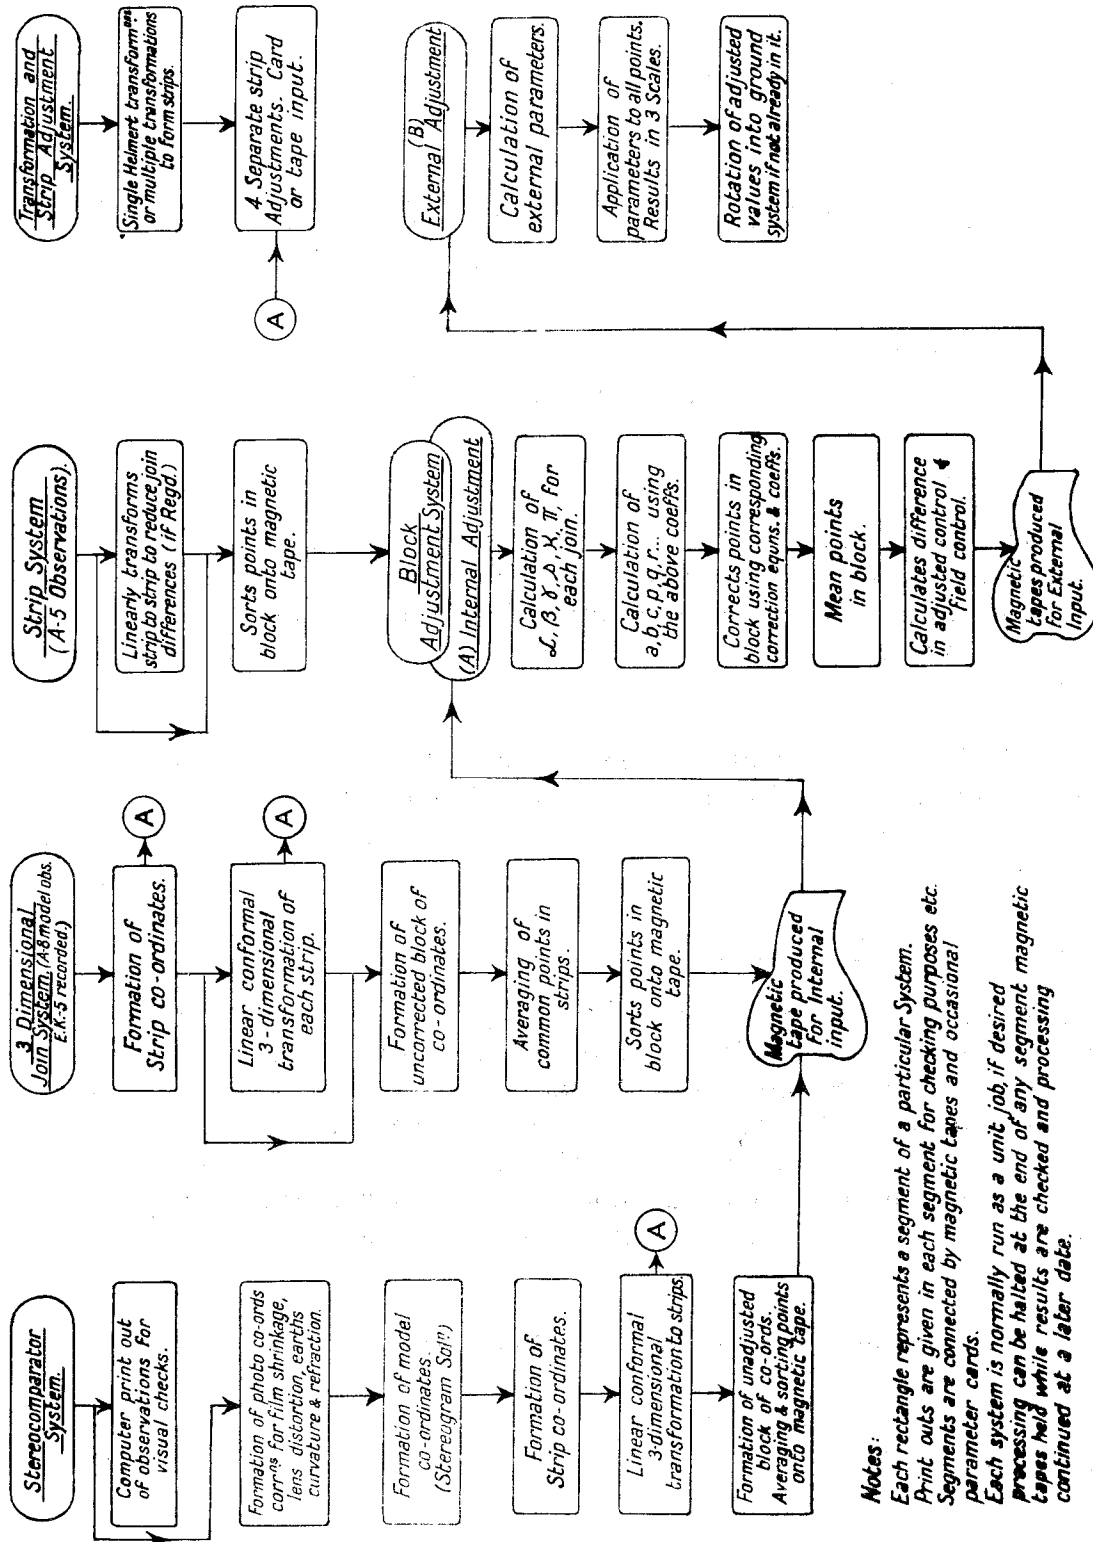 Stereocomparator
System.
Computer print out
of observations for
visual checks.
Formation of photo co-ords
corrⁿˢ for film shrinkage,
lens distortion, earths
curvature & refraction.
Formation of model
co-ordinates.
(Stereogram Solⁿ)
Formation of
Strip co-ordinates.
Linear conformal
3-dimensional
transformation to strips.
A
Formation of unadjusted
block of co-ords.
Averaging & sorting points
onto magnetic tape.
3 Dimensional
Join System. (A-8 model obs.
E.K-5 recorded.)
Formation of
Strip co-ordinates.
A
Linear conformal
3-dimensional
transformation of
each strip.
A
Formation of
uncorrected block of
co-ordinates.
Averaging of
common points in
strips.
Sorts points in
block onto magnetic
tape.
Magnetic
tape produced
for Internal
input.
Strip System
(A-5 Observations).
Linearly transforms
strip to strip to reduce join
differences (if Regd.)
Sorts points in
block onto magnetic
tape.
Block
Adjustment System
(A) Internal Adjustment
Calculation of
for
each join.
Calculation of
a, b, c, p, q, r... using
the above coeffs.
Corrects points in
block using corresponding
correction equns. & coeffs.
Mean points
in block.
Calculates difference
in adjusted control &
field control.
Magnetic
tapes produced
for External
Input.
Transformation and
Strip Adjustment
System.
Single Helmert transformᵒⁿˢ
or multiple transformations
to form strips.
4 Separate strip
Adjustments. Card
or tape input.
A
(B)
External Adjustment
Calculation of
external parameters.
Application of
parameters to all points.
Results in 3 Scales.
Rotation of adjusted
values into ground
system if not already in it.
Notes:
Each rectangle represents a segment of a particular System.
Print outs are given in each segment for checking purposes etc.
Segments are connected by magnetic tapes and occasional
parameter cards.
Each system is normally run as a unit job, if desired
processing can be halted at the end of any segment magnetic
tapes held while results are checked and processing
continued at a later date.